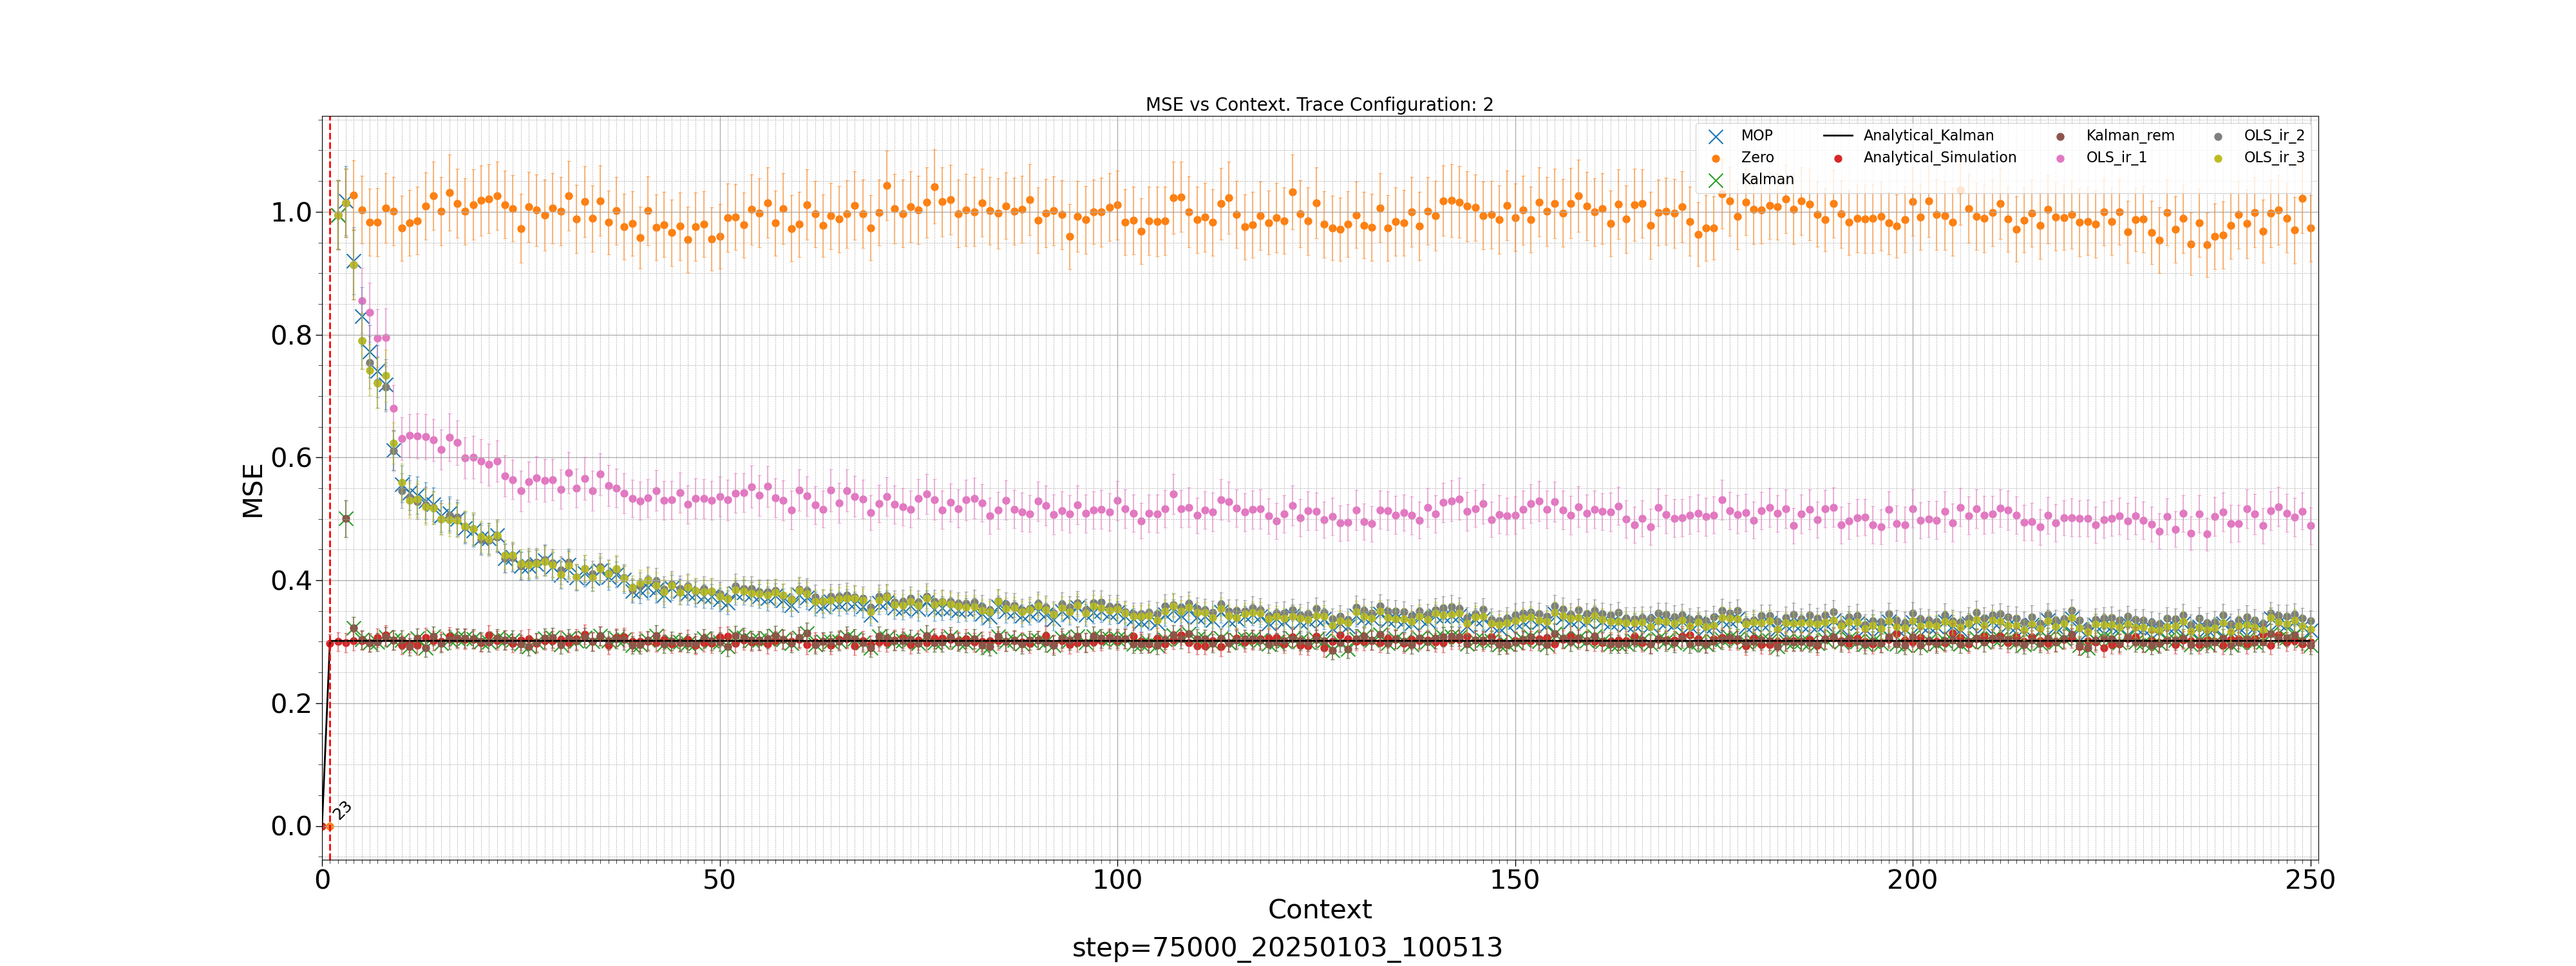 MSE vs Context. Trace Configuration: 2
MOP
Zero
Kalman
Analytical_Kalman
Analytical_Simulation
Kalman_rem
OLS_ir_1
OLS_ir_2
OLS_ir_3
MSE
1.0
0.8
0.6
0.4
0.2
0.0
23
0
50
100
150
200
250
Context
step=75000_20250103_100513